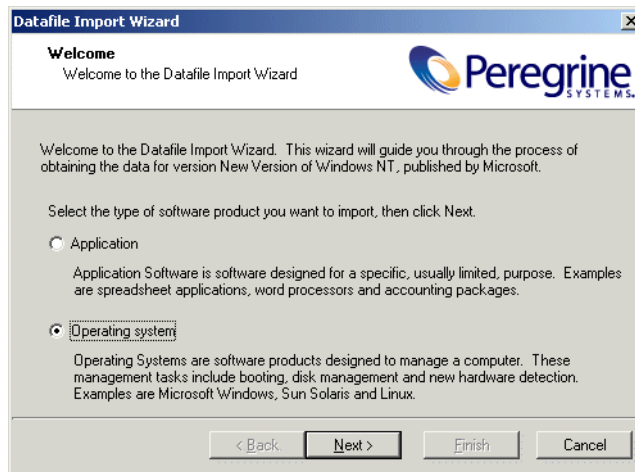 Datafile Import Wizard
Welcome
Welcome to the Datafile Import Wizard
Peregrine
SYSTEMS
Welcome to the Datafile Import Wizard. This wizard will guide you through the process of
obtaining the data for version New Version of Windows NT, published by Microsoft.
Select the type of software product you want to import, then click Next.
Application
Application Software is software designed for a specific, usually limited, purpose. Examples
are spreadsheet applications, word processors and accounting packages.
Operating system
Operating Systems are software products designed to manage a computer. These
management tasks include booting, disk management and new hardware detection.
Examples are Microsoft Windows, Sun Solaris and Linux.
< Back
Next >
Finish
Cancel